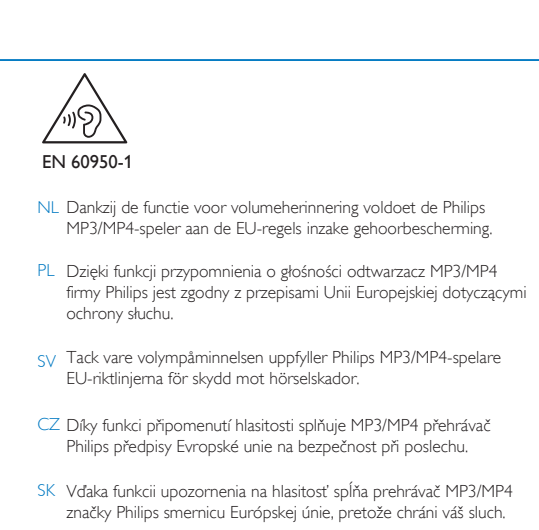 EN 60950-1
NL Dankzij de functie voor volumeherinnering voldoet de Philips
MP3/MP4-speler aan de EU-regels inzake gehoorbescherming.
PL Dzięki funkcji przypomnienia o głośności odtwarzacz MP3/MP4
firmy Philips jest zgodny z przepisami Unii Europejskiej dotyczącymi
ochrony słuchu.
SV Tack vare volympåminnelsen uppfyller Philips MP3/MP4-spelare
EU-riktlinjerna för skydd mot hörselskador.
CZ Díky funkci připomenutí hlasitosti splňuje MP3/MP4 přehrávač
Philips předpisy Evropské unie na bezpečnost při poslechu.
SK Vďaka funkcii upozornenia na hlasitosť spĺňa prehrávač MP3/MP4
značky Philips smernicu Európskej únie, pretože chráni váš sluch.